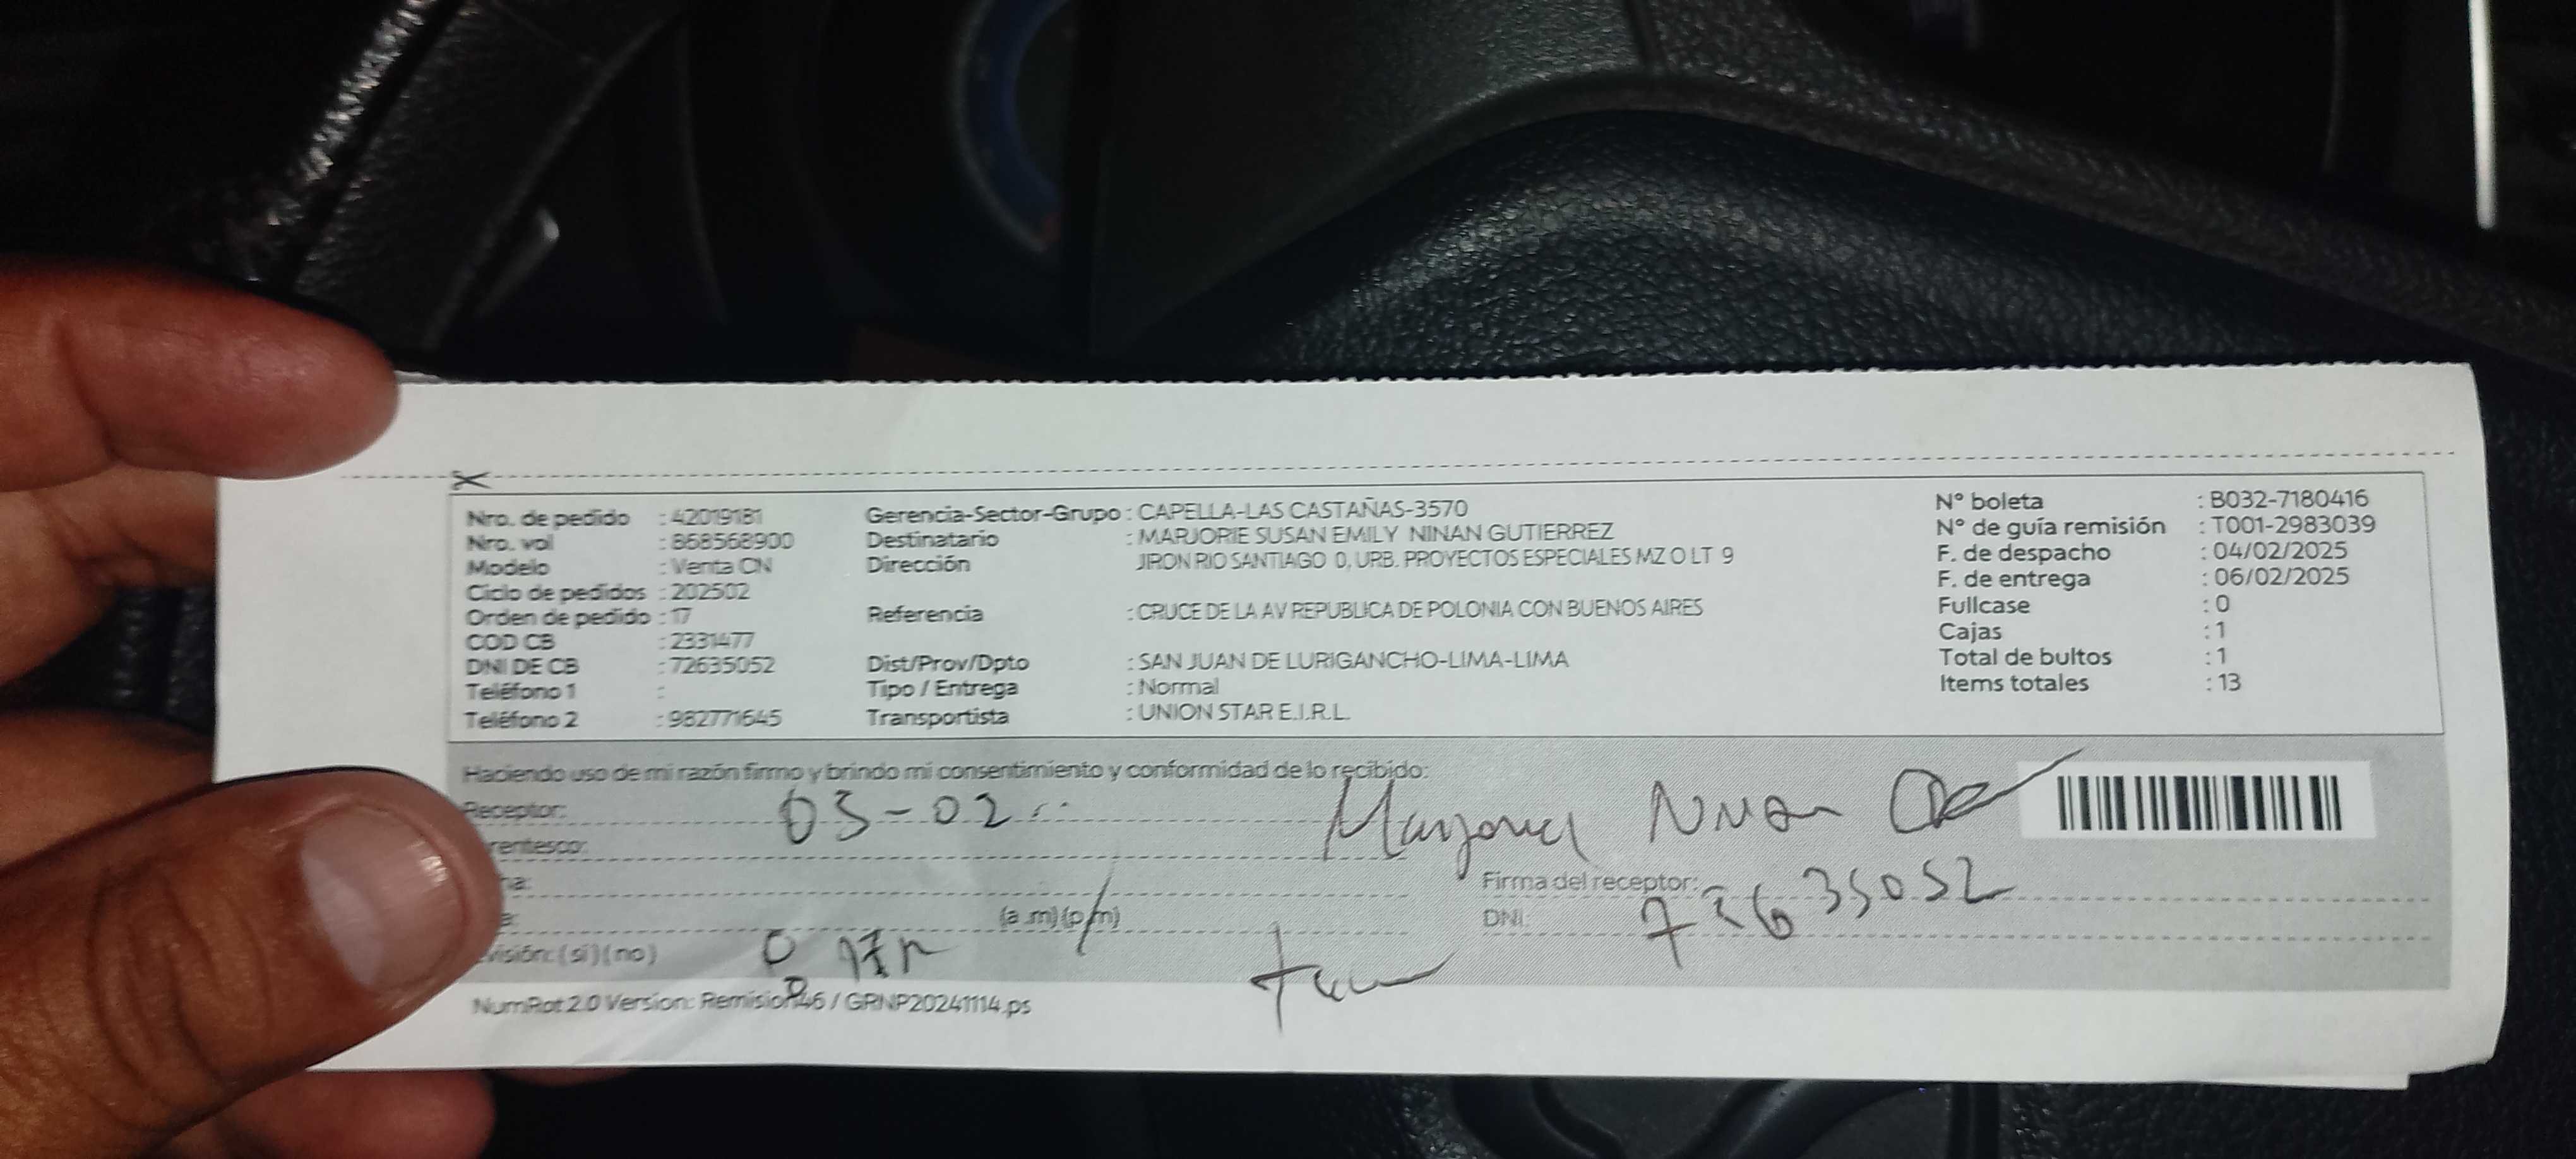 Nro. de pedido : 42019181
Nro. vol : 868568900
Modelo : Venta CN
Ciclo de pedidos : 202502
Orden de pedido : 17
COD CB : 2331477
DNI DE CB : 72635052
Teléfono 1 :
Teléfono 2 : 982771645
Gerencia-Sector-Grupo : CAPELLA-LAS CASTAÑAS-3570
Destinatario : MARJORIE SUSAN EMILY NINAN GUTIERREZ
Dirección JIRON RIO SANTIAGO 0, URB. PROYECTOS ESPECIALES MZ O LT 9
Referencia : CRUCE DE LA AV REPUBLICA DE POLONIA CON BUENOS AIRES
Dist/Prov/Dpto : SAN JUAN DE LURIGANCHO-LIMA-LIMA
Tipo / Entrega : Normal
Transportista : UNION STAR E.I.R.L.
N° boleta : B032-7180416
N° de guía remisión : T001-2983039
F. de despacho : 04/02/2025
F. de entrega : 06/02/2025
Fullcase : 0
Cajas : 1
Total de bultos : 1
Items totales : 13
Haciendo uso de mi razón firmo y brindo mi consentimiento y conformidad de lo recibido:
Receptor: 05-02
rentesco:
ha:
a: (a.m)(p.m)
visión: (si) (no)
Firma del receptor:
DNI: 72635052
NumRot 2.0 Version: Remision46 / GRNP20241114.ps